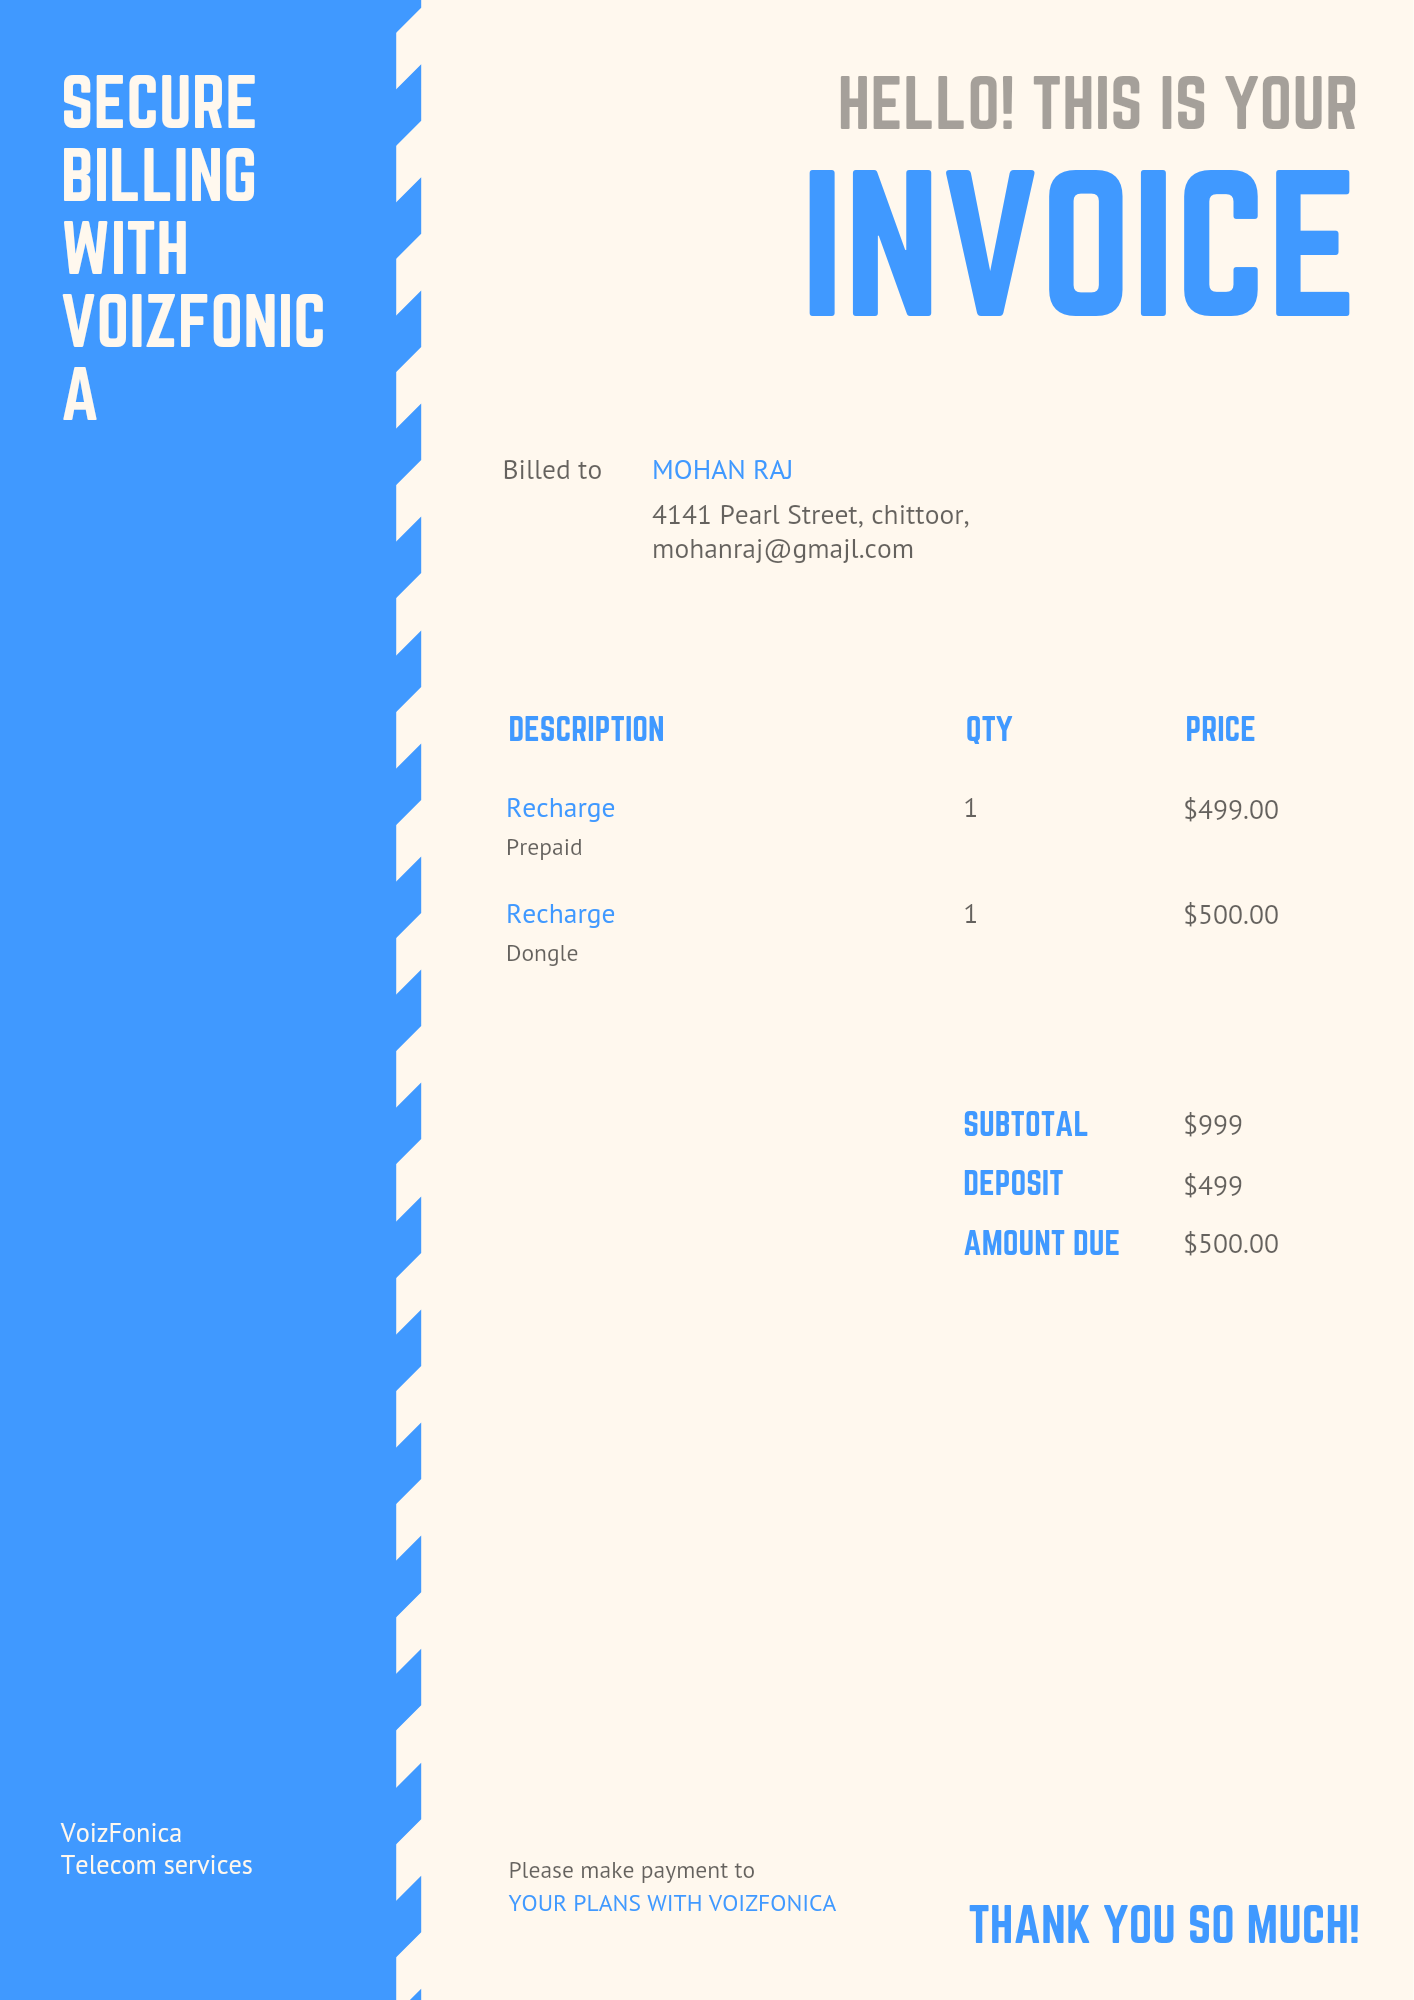 SECURE
BILLING
WITH
VOIZFONIC
A
HELLO! THIS IS YOUR
INVOICE
Billed to MOHAN RAJ
4141 Pearl Street, chittoor,
mohanraj@gmajl.com
DESCRIPTION QTY PRICE
Recharge 1 $499.00
Prepaid
Recharge 1 $500.00
Dongle
SUBTOTAL $999
DEPOSIT $499
AMOUNT DUE $500.00
VoizFonica
Telecom services
Please make payment to
YOUR PLANS WITH VOIZFONICA
THANK YOU SO MUCH!